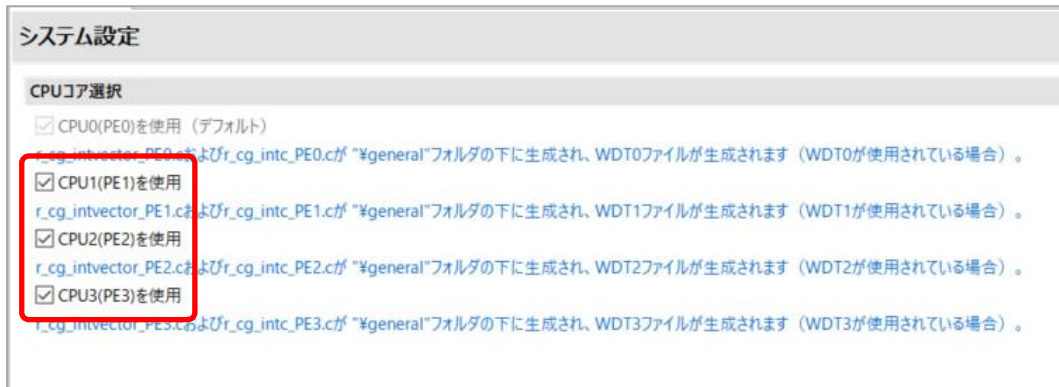 システム設定
CPUコア選択
CPU0(PE0)を使用（デフォルト）
r_cg_intvector_PE0.cおよびr_cg_intc_PE0.cが "¥general"フォルダの下に生成され、WDT0ファイルが生成されます（WDT0が使用されている場合）。
CPU1(PE1)を使用
r_cg_intvector_PE1.cおよびr_cg_intc_PE1.cが "¥general"フォルダの下に生成され、WDT1ファイルが生成されます（WDT1が使用されている場合）。
CPU2(PE2)を使用
r_cg_intvector_PE2.cおよびr_cg_intc_PE2.cが "¥general"フォルダの下に生成され、WDT2ファイルが生成されます（WDT2が使用されている場合）。
CPU3(PE3)を使用
r_cg_intvector_PE3.cおよびr_cg_intc_PE3.cが "¥general"フォルダの下に生成され、WDT3ファイルが生成されます（WDT3が使用されている場合）。